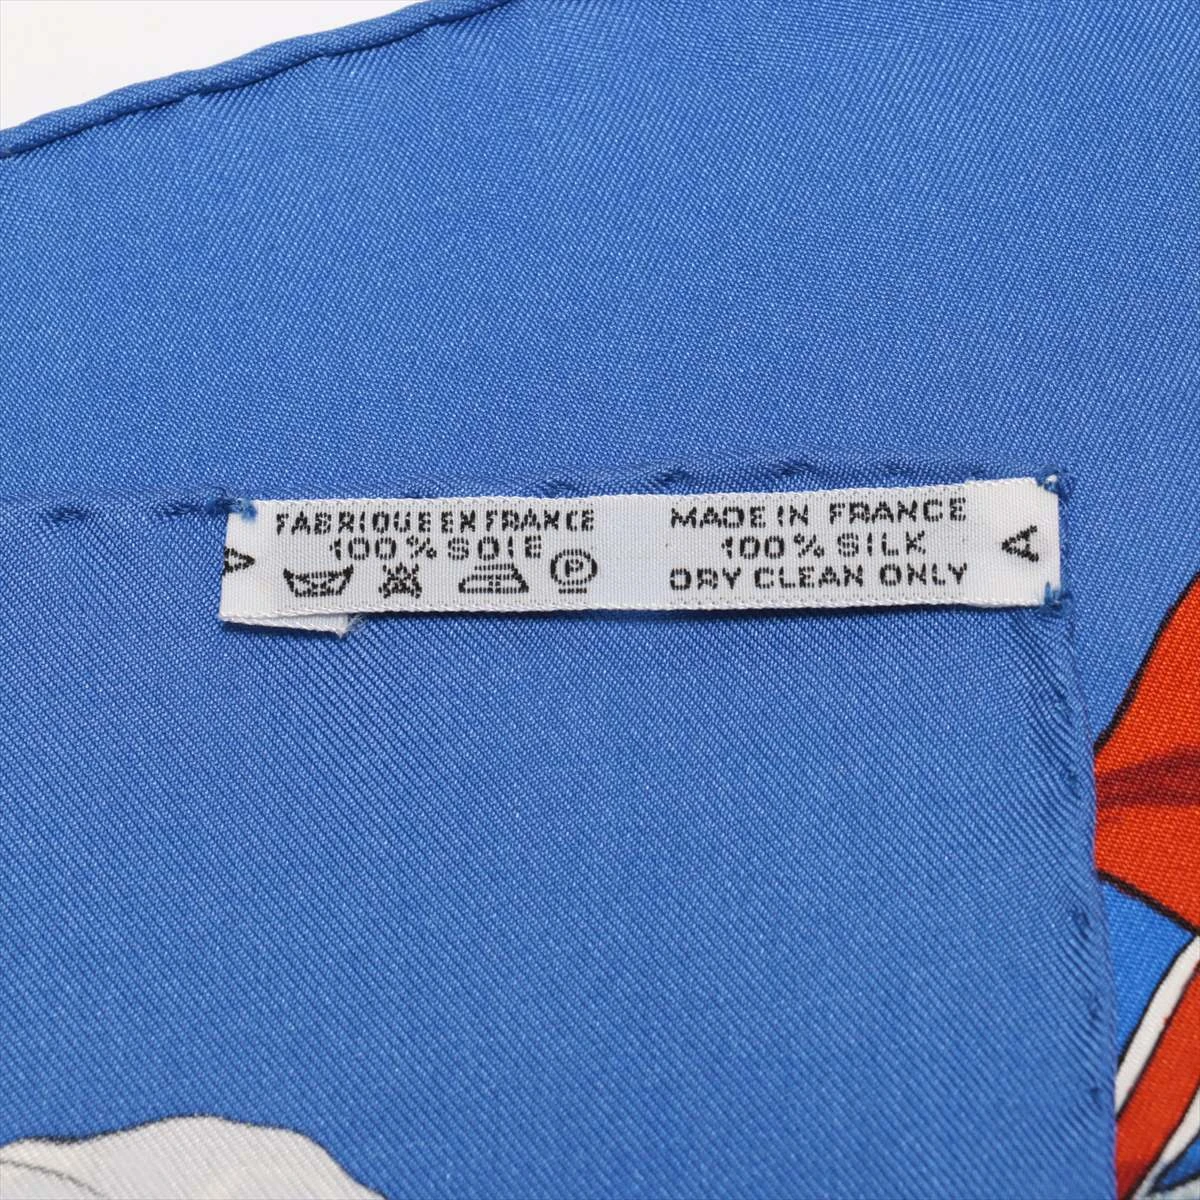 FABRIQUE EN FRANCE
100% SOIE
P
MADE IN FRANCE
100% SILK
DRY CLEAN ONLY
A
A